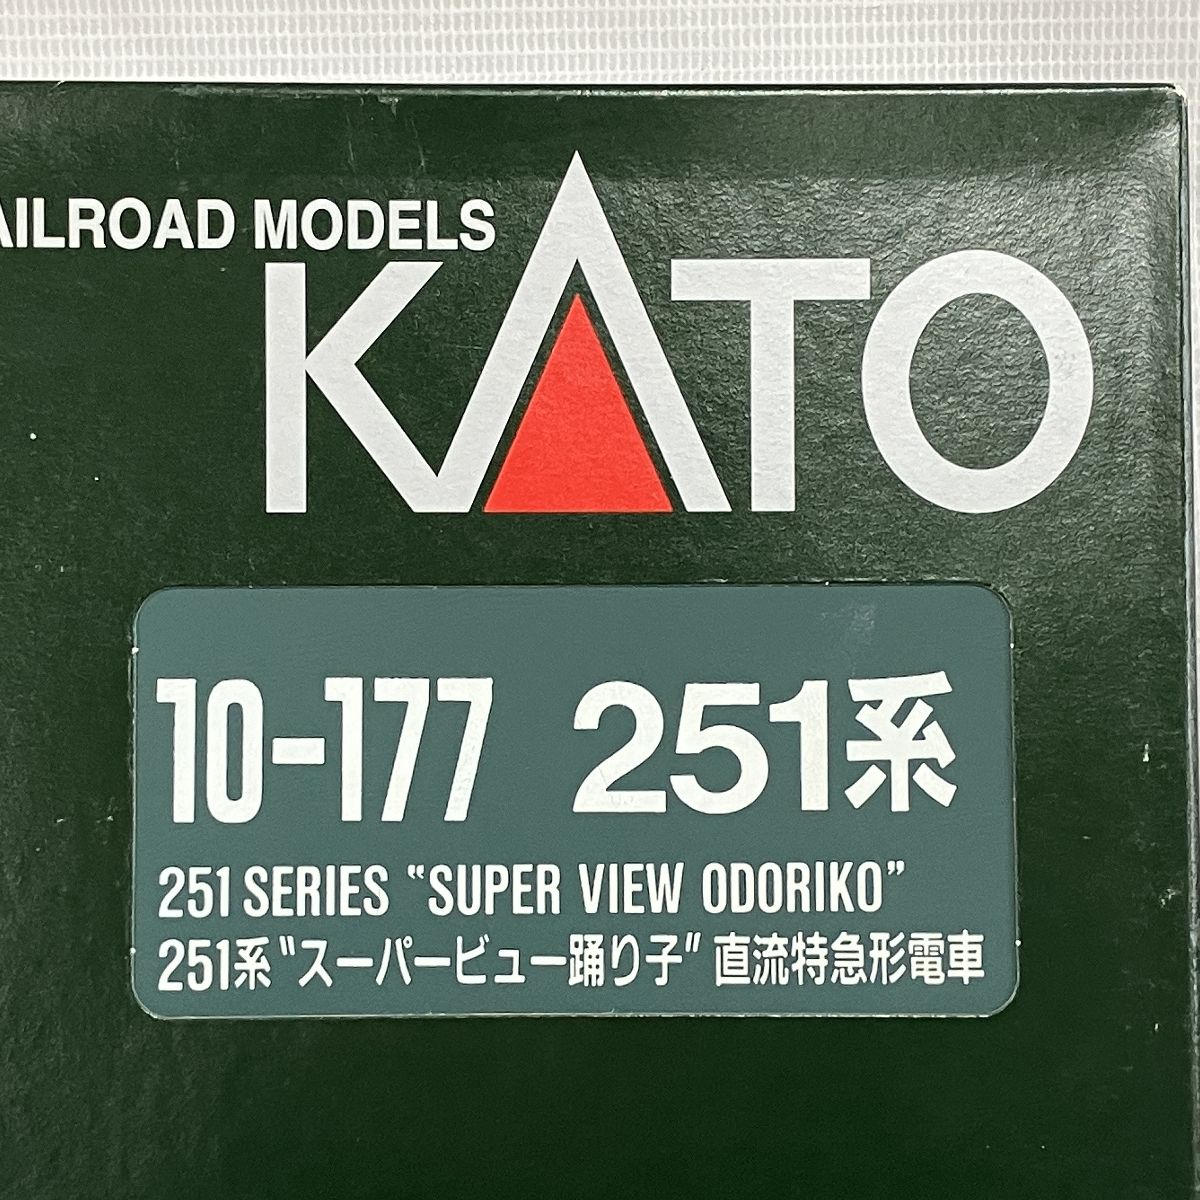 AILROAD MODELS
KATO
10-177 251系
251 SERIES "SUPER VIEW ODORIKO"
251系"スーパービュー踊り子"直流特急形電車